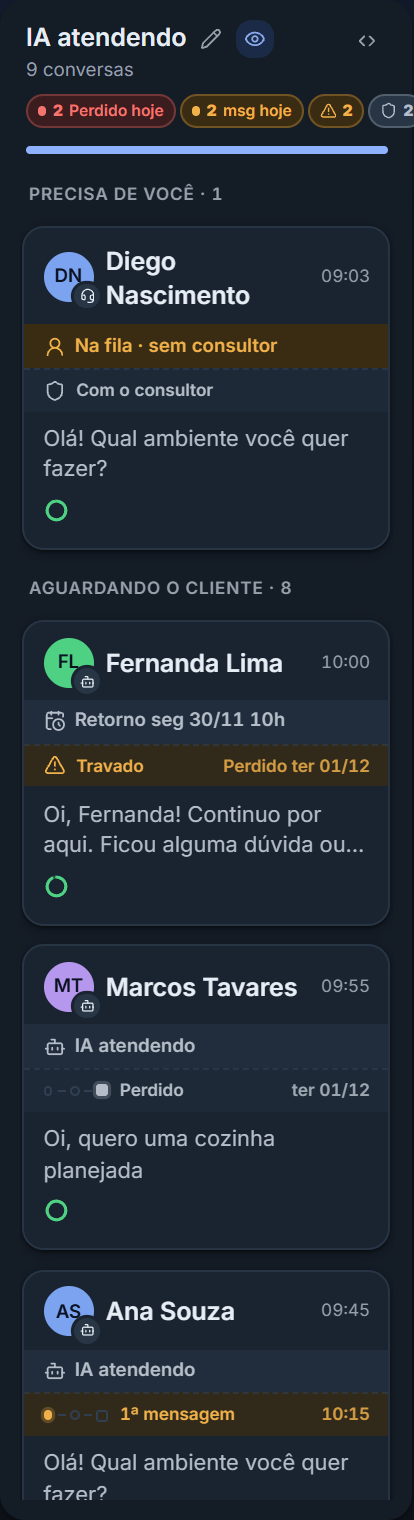 IA atendendo
9 conversas
2 Perdido hoje 2 msg hoje 2 2
PRECISA DE VOCÊ · 1
DN Diego Nascimento 09:03
Na fila · sem consultor
Com o consultor
Olá! Qual ambiente você quer
fazer?
AGUARDANDO O CLIENTE · 8
FL Fernanda Lima 10:00
Retorno seg 30/11 10h
Travado Perdido ter 01/12
Oi, Fernanda! Continuo por
aqui. Ficou alguma dúvida ou...
MT Marcos Tavares 09:55
IA atendendo
Perdido ter 01/12
Oi, quero uma cozinha
planejada
AS Ana Souza 09:45
IA atendendo
1ª mensagem 10:15
Olá! Qual ambiente você quer
fazer?